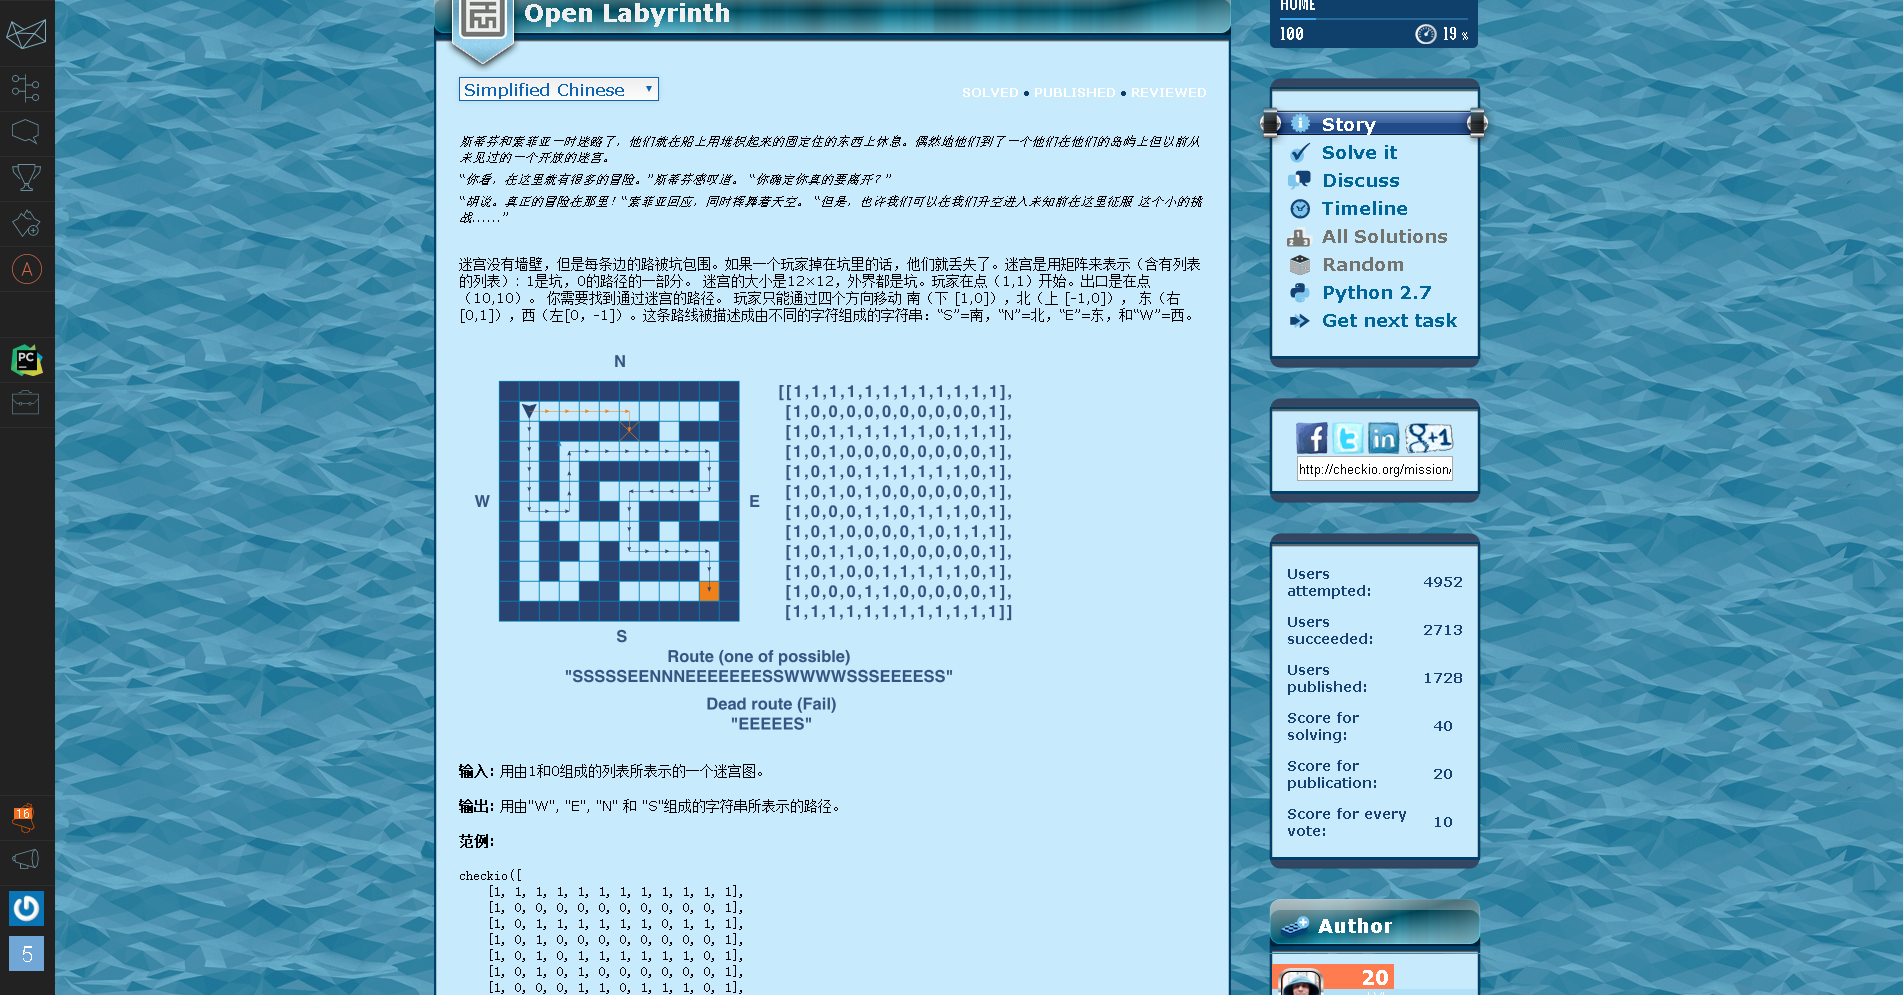 Open Labyrinth
HOME
100
19 %
Simplified Chinese
SOLVED • PUBLISHED • REVIEWED
斯蒂芬和索菲亚一时迷路了，他们就在船上用堆积起来的固定住的东西上休息。偶然地他们到了一个他们在他们的岛屿上但以前从
未见过的一个开放的迷宫。
“你看，在这里就有很多的冒险。”斯蒂芬感叹道。 “你确定你真的要离开？”
“胡说。真正的冒险在那里！“索菲亚回应，同时挥舞着天空。 “但是，也许我们可以在我们升空进入未知前在这里征服 这个小的挑
战……”
迷宫没有墙壁，但是每条边的路被坑包围。如果一个玩家掉在坑里的话，他们就丢失了。迷宫是用矩阵来表示（含有列表
的列表）: 1是坑，0的路径的一部分。 迷宫的大小是12×12，外界都是坑。玩家在点（1,1）开始。出口是在点
（10,10）。 你需要找到通过迷宫的路径。 玩家只能通过四个方向移动 南（下 [1,0]），北（上 [-1,0]）， 东（右
[0,1]），西（左[0，-1]）。这条路线被描述成由不同的字符组成的字符串：“S”=南，“N”=北，“E”=东，和“W”=西。
N
W
E
S
[[1,1,1,1,1,1,1,1,1,1,1,1],
[1,0,0,0,0,0,0,0,0,0,0,1],
[1,0,1,1,1,1,1,1,0,1,1,1],
[1,0,1,0,0,0,0,0,0,0,0,1],
[1,0,1,0,1,1,1,1,1,1,0,1],
[1,0,1,0,1,0,0,0,0,0,0,1],
[1,0,0,0,1,1,0,1,1,1,0,1],
[1,0,1,0,0,0,0,1,0,1,1,1],
[1,0,1,1,0,1,0,0,0,0,0,1],
[1,0,1,0,0,1,1,1,1,1,0,1],
[1,0,0,0,1,1,0,0,0,0,0,1],
[1,1,1,1,1,1,1,1,1,1,1,1]]
Route (one of possible)
"SSSSSEENNNEEEEEEESSWWWWSSSEEEESS"
Dead route (Fail)
"EEEEES"
输入: 用由1和0组成的列表所表示的一个迷宫图。
输出: 用由"W", "E", "N" 和 "S"组成的字符串所表示的路径。
范例:
checkio([
[1, 1, 1, 1, 1, 1, 1, 1, 1, 1, 1, 1],
[1, 0, 0, 0, 0, 0, 0, 0, 0, 0, 0, 1],
[1, 0, 1, 1, 1, 1, 1, 1, 0, 1, 1, 1],
[1, 0, 1, 0, 0, 0, 0, 0, 0, 0, 0, 1],
[1, 0, 1, 0, 1, 1, 1, 1, 1, 1, 0, 1],
[1, 0, 1, 0, 1, 0, 0, 0, 0, 0, 0, 1],
[1, 0, 0, 0, 1, 1, 0, 1, 1, 1, 0, 1],
Story
Solve it
Discuss
Timeline
All Solutions
Random
Python 2.7
Get next task
http://checkio.org/mission/
Users attempted: 4952
Users succeeded: 2713
Users published: 1728
Score for solving: 40
Score for publication: 20
Score for every vote: 10
Author
20
A
PC
16
5